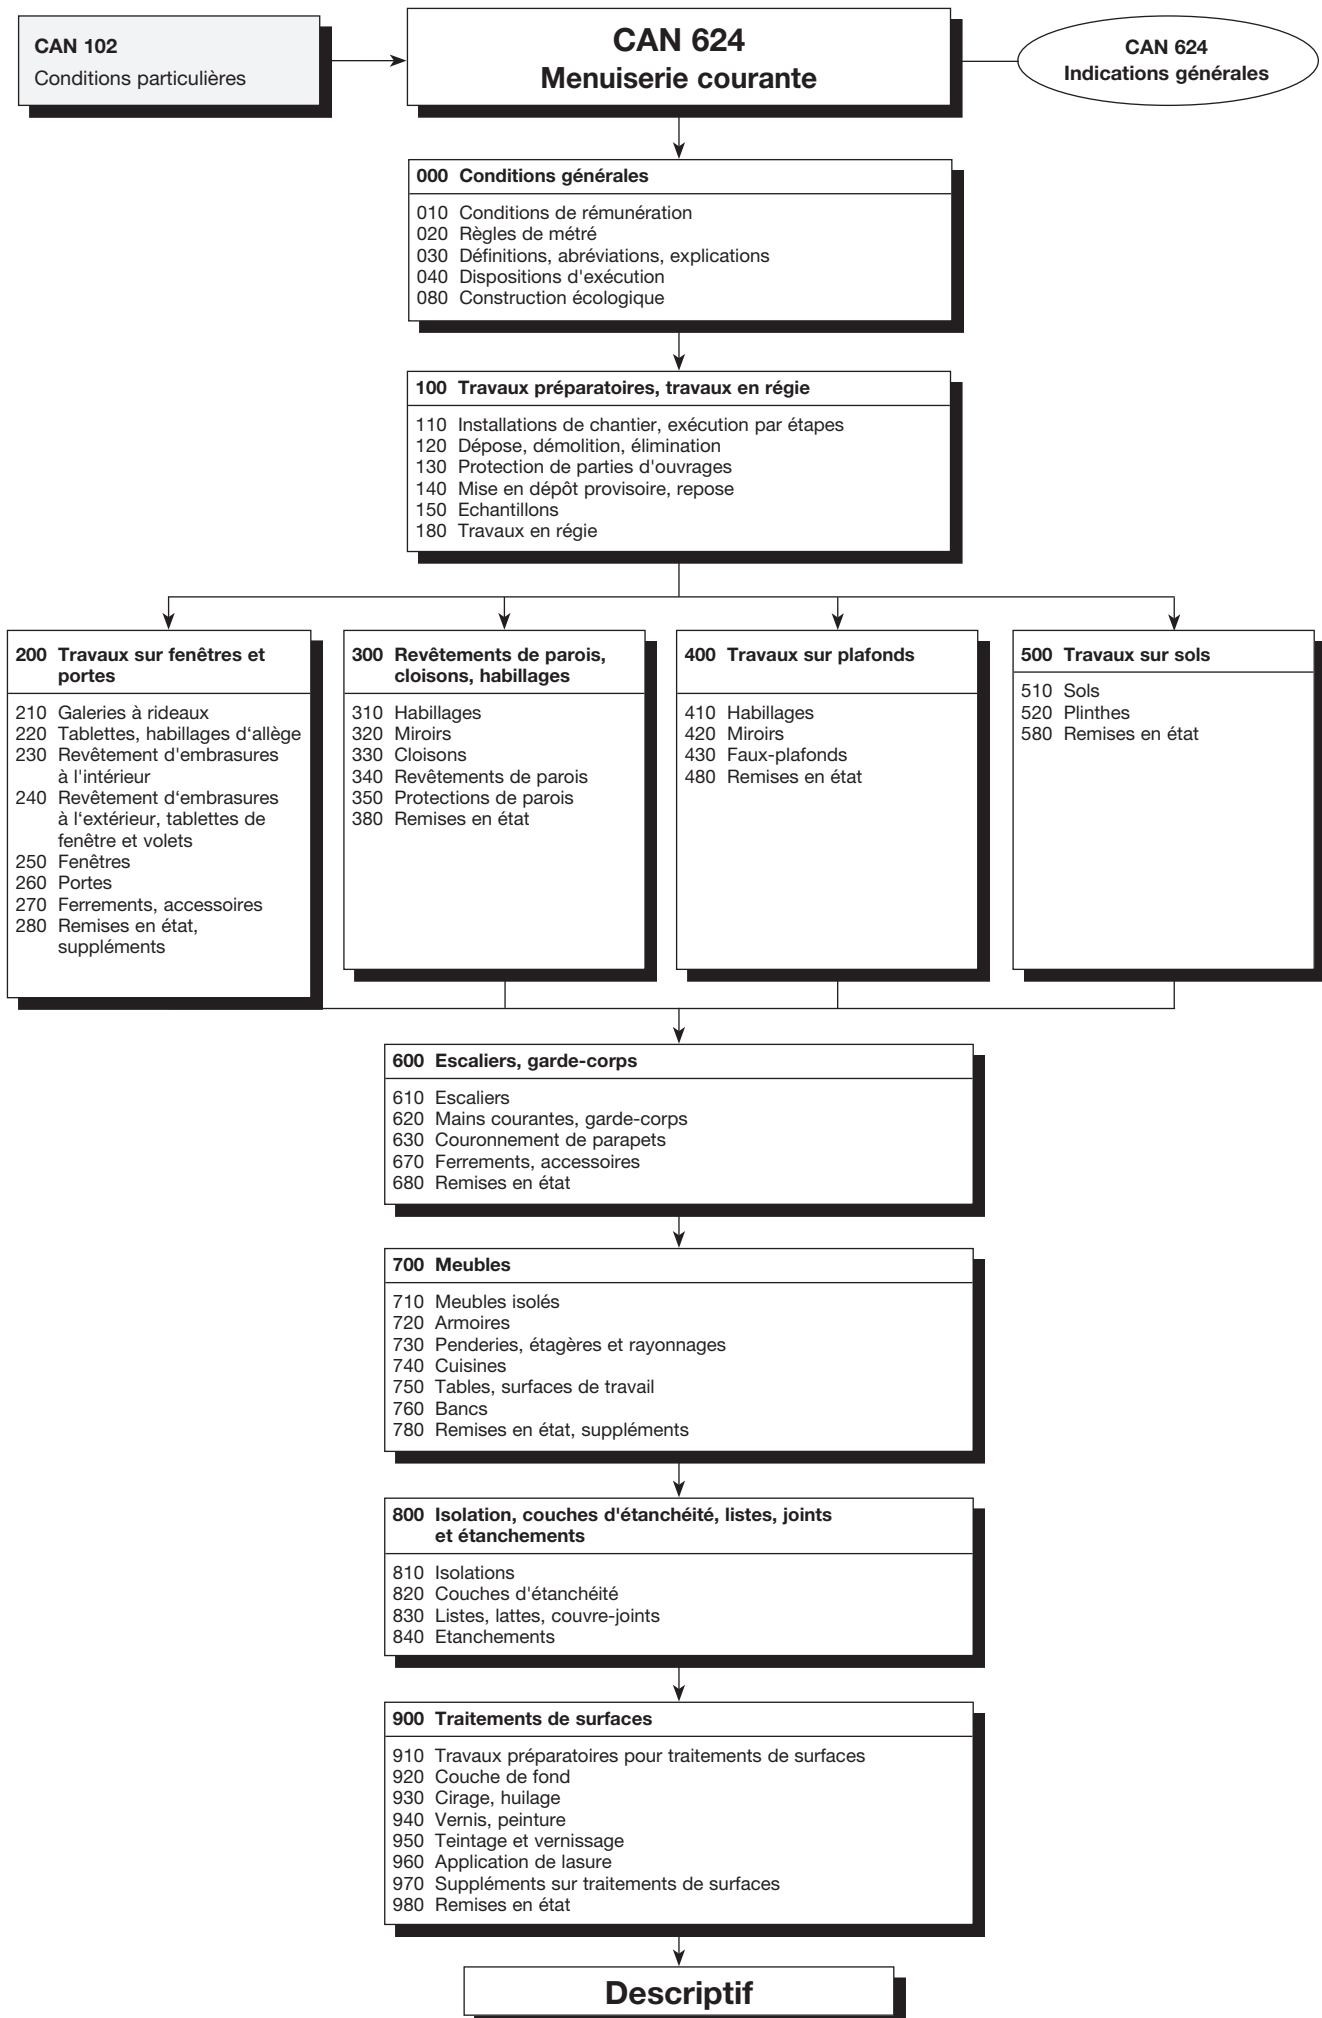 CAN 102
Conditions particulières
CAN 624
Menuiserie courante
CAN 624
Indications générales
000 Conditions générales
010 Conditions de rémunération
020 Règles de métré
030 Définitions, abréviations, explications
040 Dispositions d'exécution
080 Construction écologique
100 Travaux préparatoires, travaux en régie
110 Installations de chantier, exécution par étapes
120 Dépose, démolition, élimination
130 Protection de parties d'ouvrages
140 Mise en dépôt provisoire, repose
150 Echantillons
180 Travaux en régie
200 Travaux sur fenêtres et
portes
210 Galeries à rideaux
220 Tablettes, habillages d‘allège
230 Revêtement d'embrasures
à l'intérieur
240 Revêtement d‘embrasures
à l‘extérieur, tablettes de
fenêtre et volets
250 Fenêtres
260 Portes
270 Ferrements, accessoires
280 Remises en état,
suppléments
300 Revêtements de parois,
cloisons, habillages
310 Habillages
320 Miroirs
330 Cloisons
340 Revêtements de parois
350 Protections de parois
380 Remises en état
400 Travaux sur plafonds
410 Habillages
420 Miroirs
430 Faux-plafonds
480 Remises en état
500 Travaux sur sols
510 Sols
520 Plinthes
580 Remises en état
600 Escaliers, garde-corps
610 Escaliers
620 Mains courantes, garde-corps
630 Couronnement de parapets
670 Ferrements, accessoires
680 Remises en état
700 Meubles
710 Meubles isolés
720 Armoires
730 Penderies, étagères et rayonnages
740 Cuisines
750 Tables, surfaces de travail
760 Bancs
780 Remises en état, suppléments
800 Isolation, couches d'étanchéité, listes, joints
et étanchements
810 Isolations
820 Couches d'étanchéité
830 Listes, lattes, couvre-joints
840 Etanchements
900 Traitements de surfaces
910 Travaux préparatoires pour traitements de surfaces
920 Couche de fond
930 Cirage, huilage
940 Vernis, peinture
950 Teintage et vernissage
960 Application de lasure
970 Suppléments sur traitements de surfaces
980 Remises en état
Descriptif